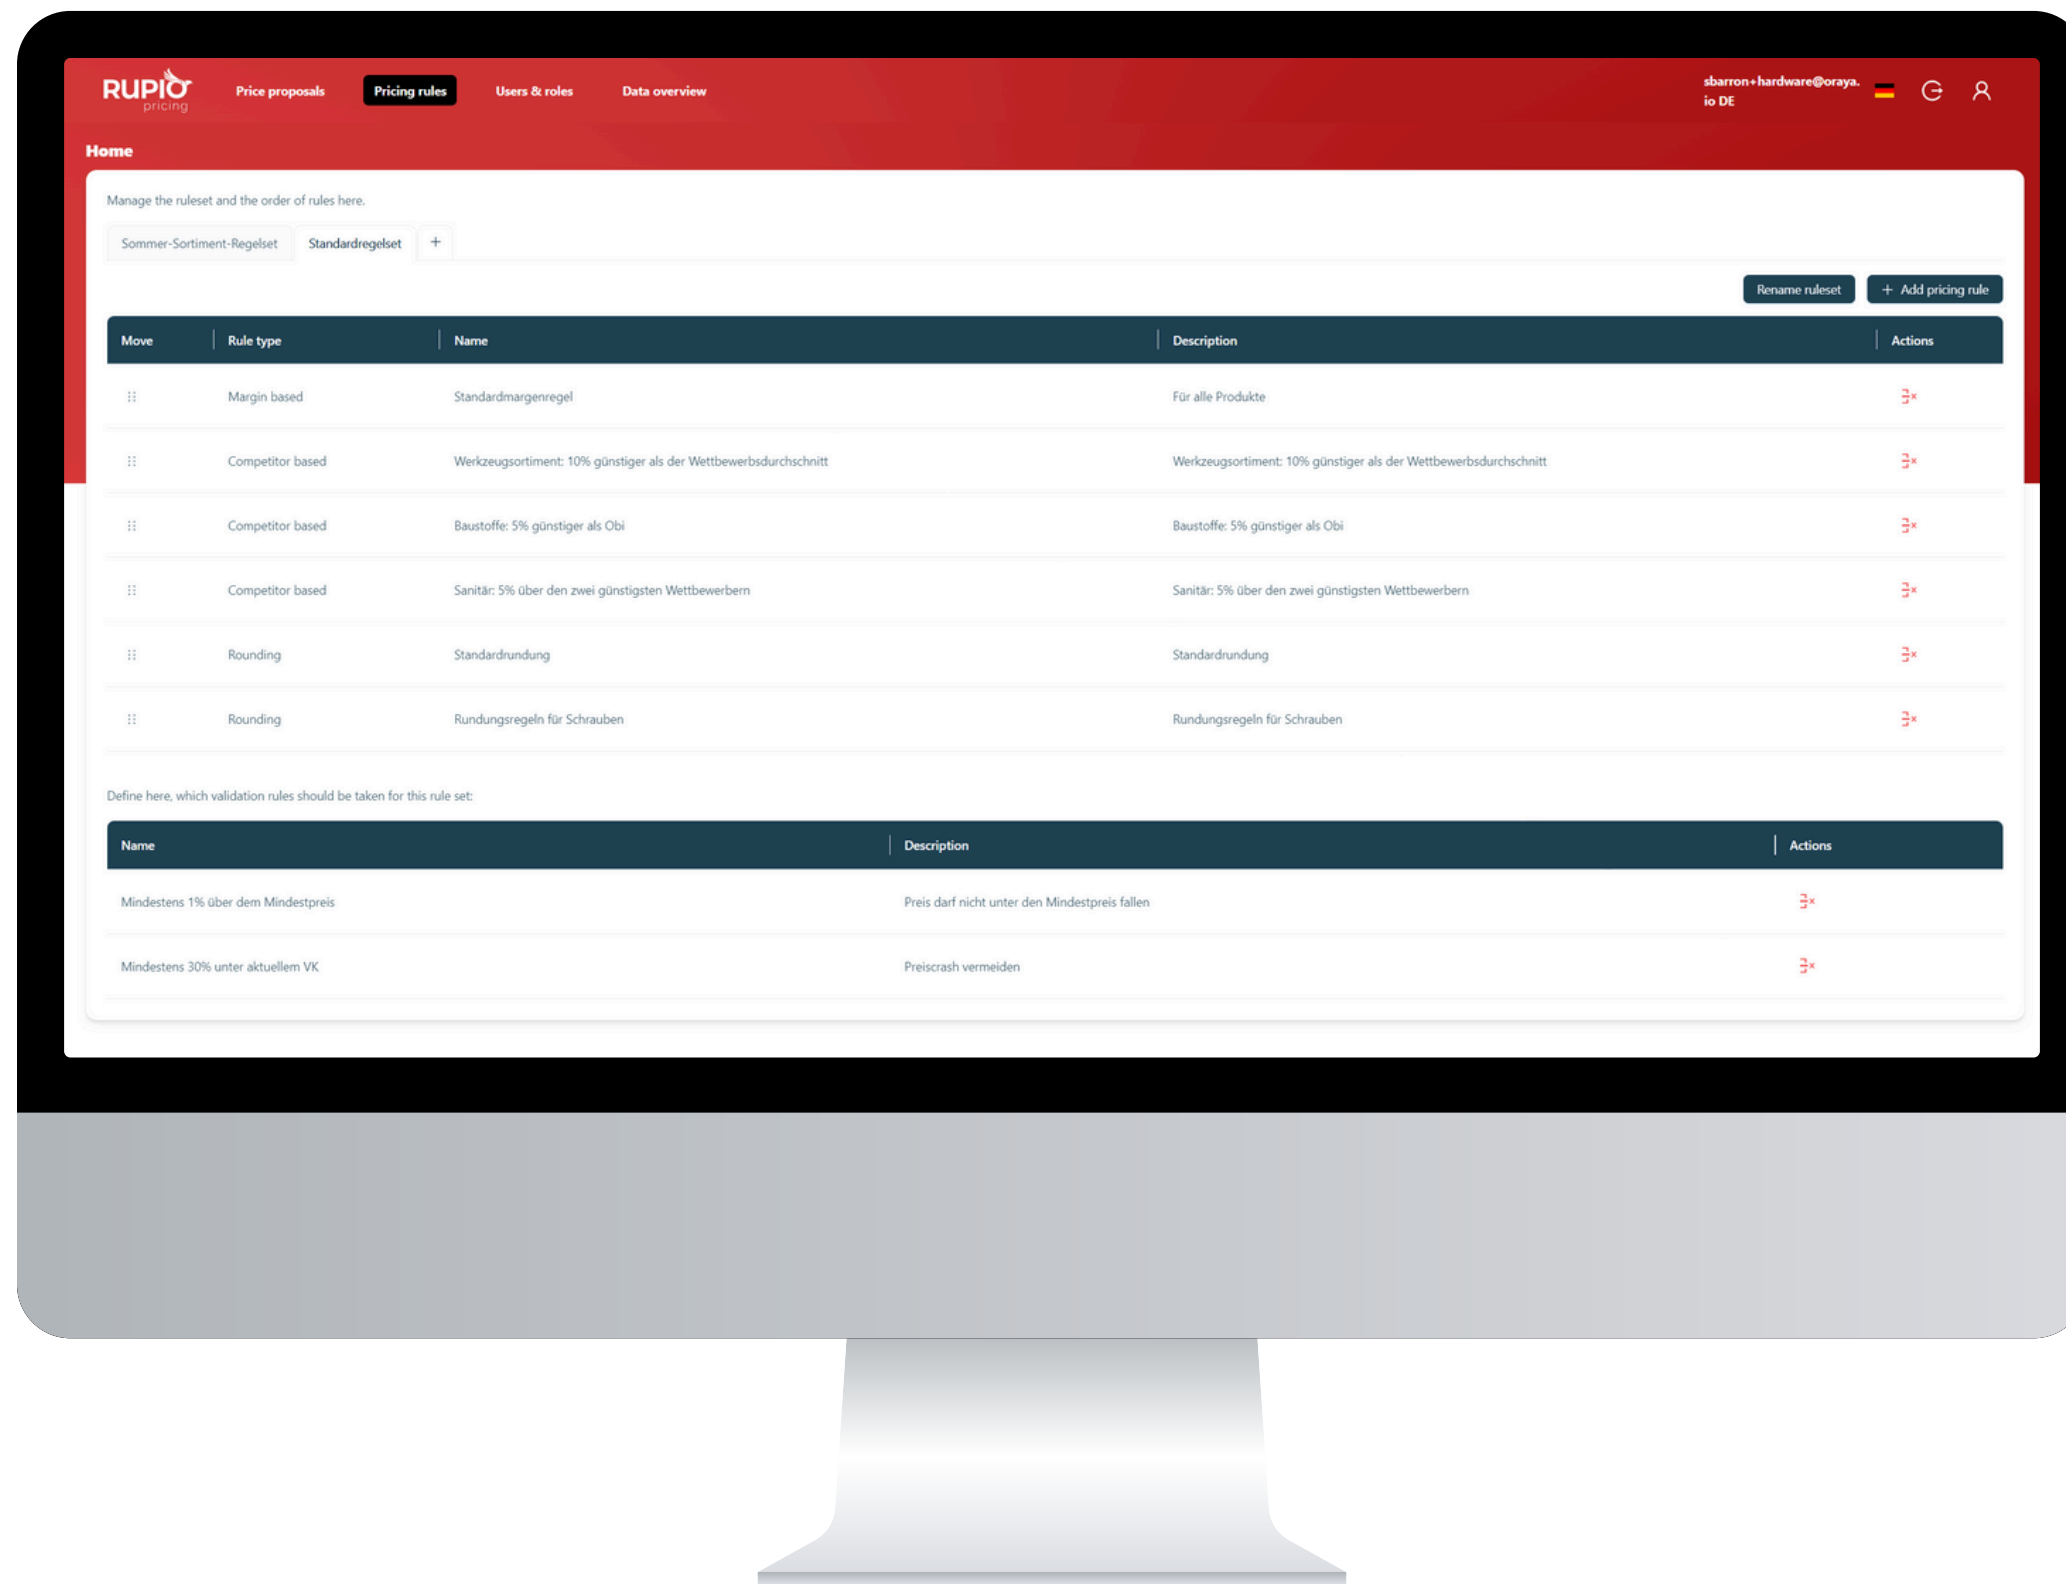 RUPIO
pricing
Price proposals
Pricing rules
Users & roles
Data overview
sbarron+hardware@oraya.
io DE
Home
Manage the ruleset and the order of rules here.
Sommer-Sortiment-Regelset
Standardregelset
+
Rename ruleset
+ Add pricing rule
Move Rule type Name Description Actions
Margin based Standardmargenregel Für alle Produkte
Competitor based Werkzeugsortiment: 10% günstiger als der Wettbewerbsdurchschnitt Werkzeugsortiment: 10% günstiger als der Wettbewerbsdurchschnitt
Competitor based Baustoffe: 5% günstiger als Obi Baustoffe: 5% günstiger als Obi
Competitor based Sanitär: 5% über den zwei günstigsten Wettbewerbern Sanitär: 5% über den zwei günstigsten Wettbewerbern
Rounding Standardrundung Standardrundung
Rounding Rundungsregeln für Schrauben Rundungsregeln für Schrauben
Define here, which validation rules should be taken for this rule set:
Name Description Actions
Mindestens 1% über dem Mindestpreis Preis darf nicht unter den Mindestpreis fallen
Mindestens 30% unter aktuellem VK Preiscrash vermeiden